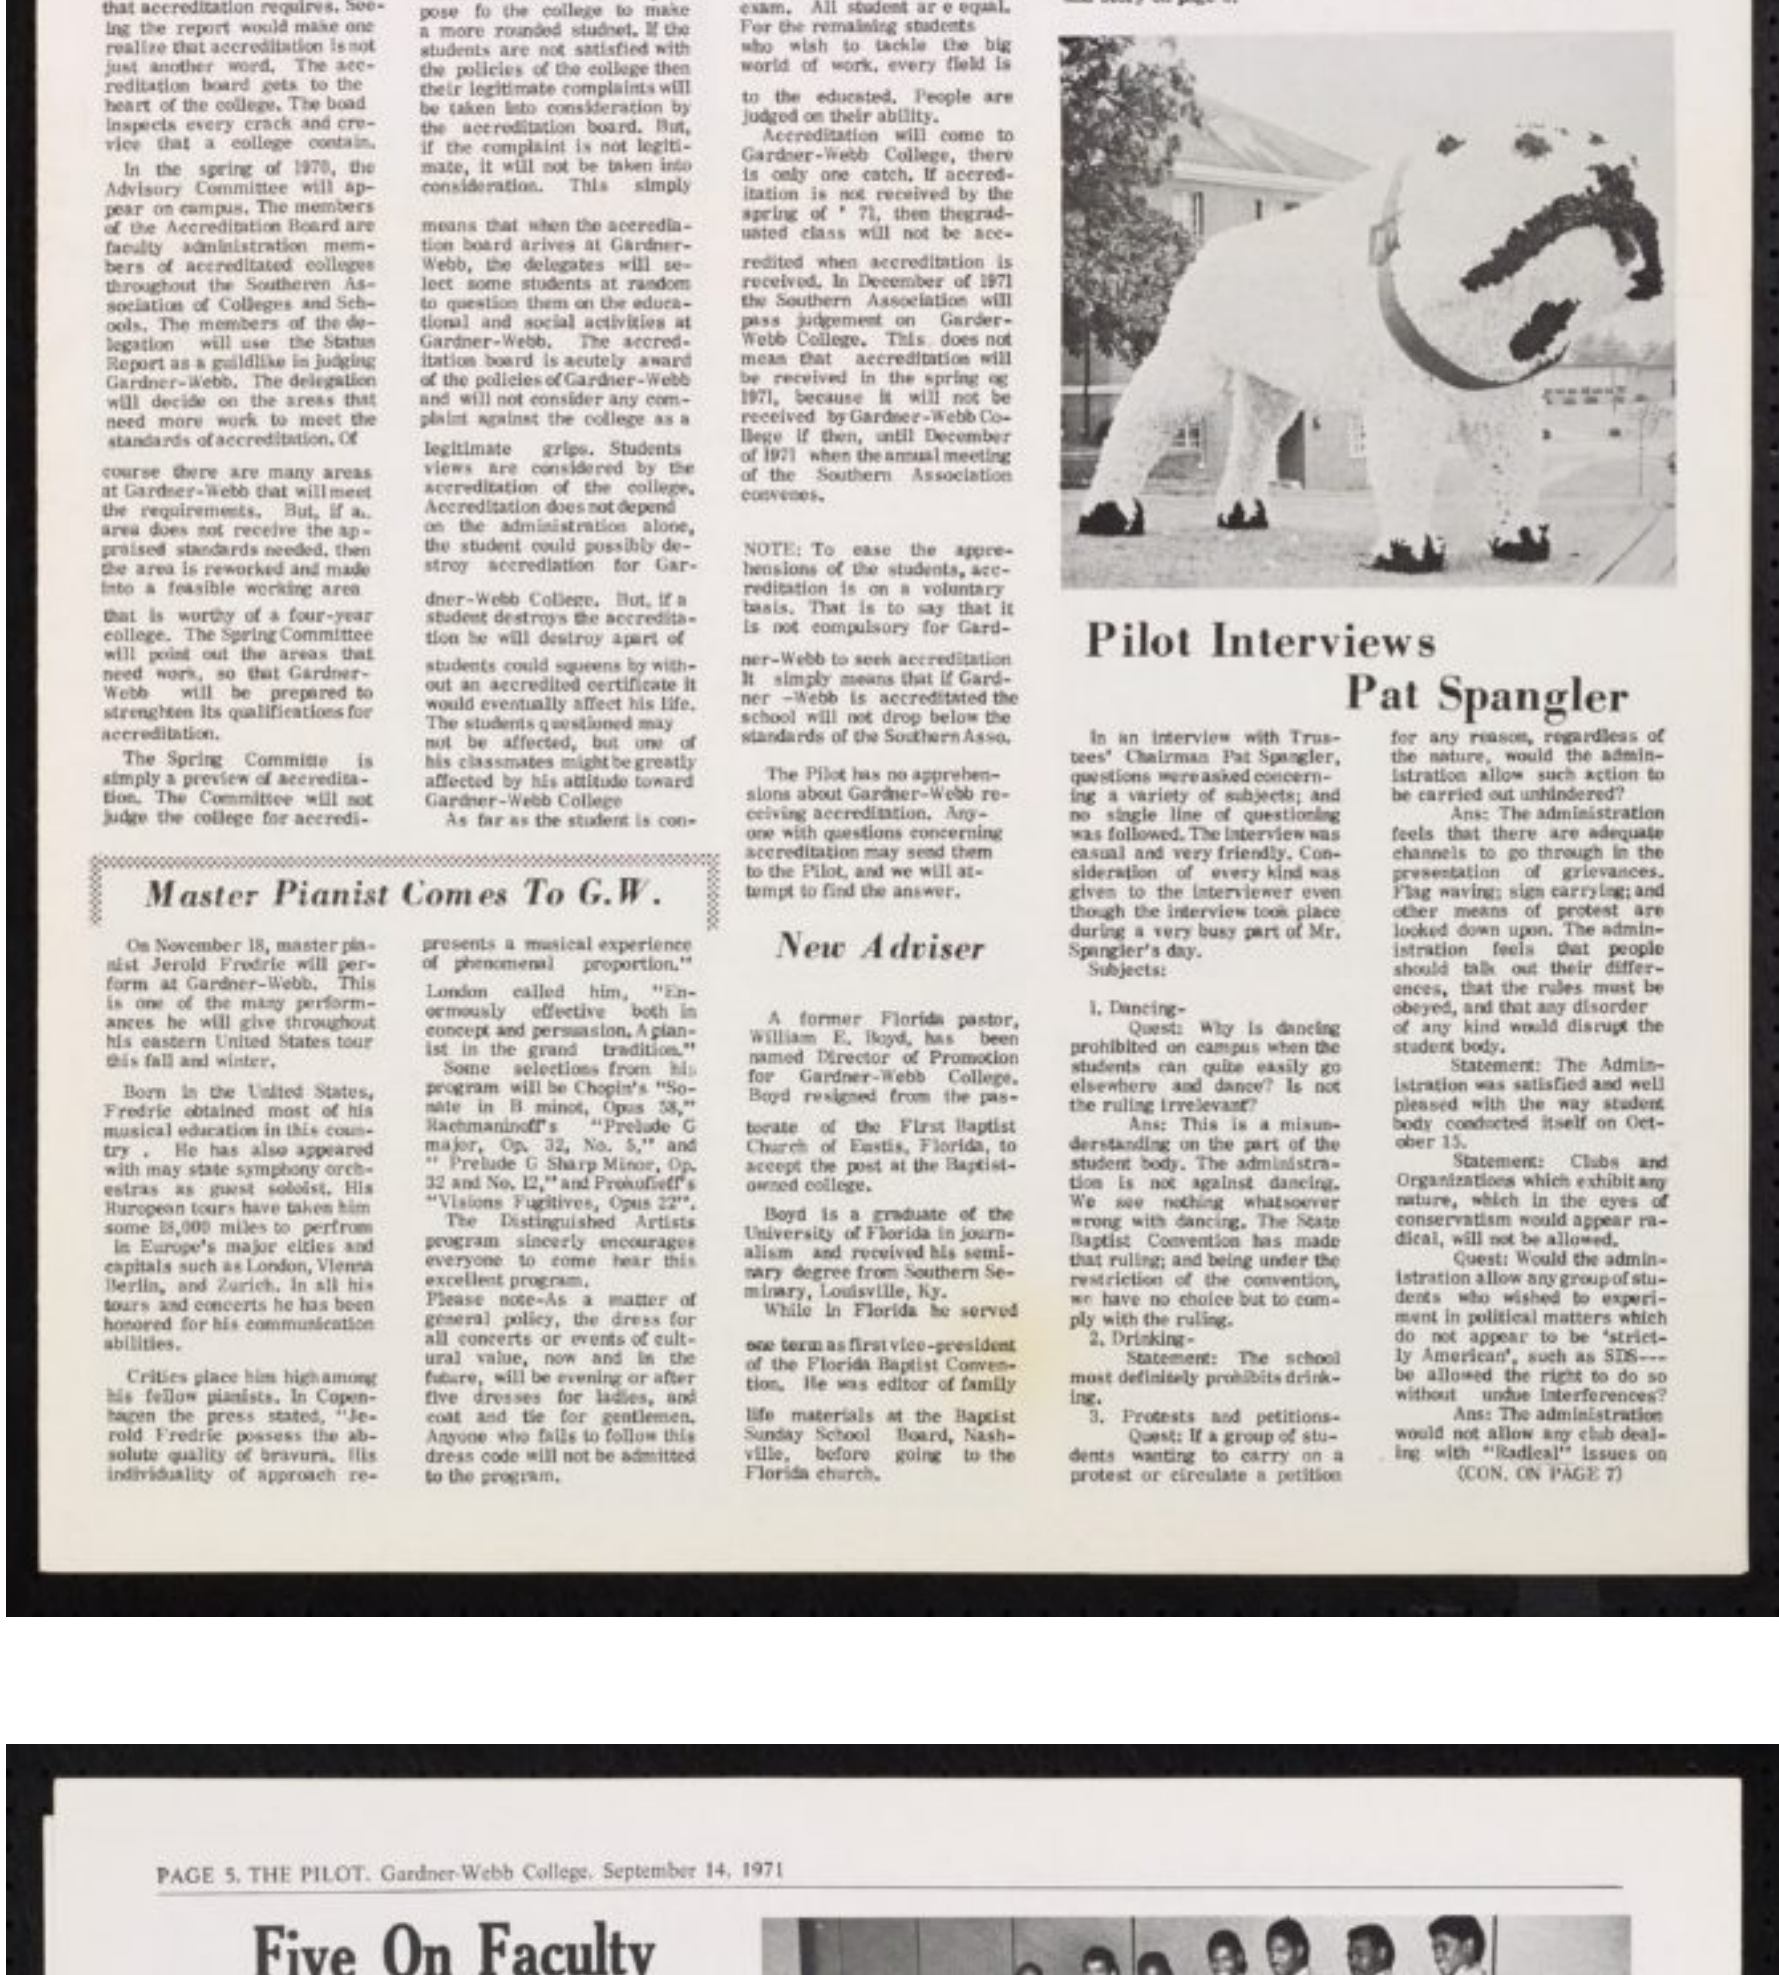 that accreditation requires. See-
ing the report would make one
realize that accreditation is not
just another word. The acc-
reditation board gets to the
heart of the college. The boad
inspects every crack and cre-
vice that a college contain.
In the spring of 1970, the
Advisory Committee will ap-
pear on campus. The members
of the Accreditation Board are
faculty administration mem-
bers of accreditated colleges
throughout the Southeren As-
sociation of Colleges and Sch-
ools. The members of the de-
legation will use the Status
Report as a guildlike in judging
Gardner-Webb. The delegation
will decide on the areas that
need more work to meet the
standards of accreditation. Of
course there are many areas
at Gardner-Webb that will meet
the requirements. But, if a.
area does not receive the ap-
praised standards needed, then
the area is reworked and made
into a feasible working area
that is worthy of a four-year
college. The Spring Committee
will point out the areas that
need work, so that Gardner-
Webb will be prepared to
strenghten its qualifications for
accreditation.
The Spring Committe is
simply a preview of accredita-
tion. The Committee will not
judge the college for accredi-
pose fo the college to make
a more rounded studnet. If the
students are not satisfied with
the policies of the college then
their legitimate complaints will
be taken into consideration by
the accreditation board. But,
if the complaint is not legiti-
mate, it will not be taken into
consideration. This simply
means that when the accredia-
tion board arives at Gardner-
Webb, the delegates will se-
lect some students at random
to question them on the educa-
tional and social activities at
Gardner-Webb. The accred-
itation board is acutely award
of the policies of Gardner-Webb
and will not consider any com-
plaint against the college as a
legitimate grips. Students
views are considered by the
accreditation of the college.
Accreditation does not depend
on the administration alone,
the student could possibly de-
stroy accrediation for Gar-
dner-Webb College. But, if a
student destroys the accredita-
tion he will destroy apart of
students could squeens by with-
out an accredited certificate it
would eventually affect his life.
The students questioned may
not be affected, but one of
his classmates might be greatly
affected by his attitude toward
Gardner-Webb College
As far as the student is con-
exam. All student ar e equal.
For the remaining students
who wish to tackle the big
world of work, every field is
to the educated. People are
judged on their ability.
Accreditation will come to
Gardner-Webb College, there
is only one catch. If accred-
itation is not received by the
spring of ' 71, then thegrad-
uated class will not be acc-
redited when accreditation is
received. In December of 1971
the Southern Association will
pass judgement on Garder-
Webb College. This does not
mean that accreditation will
be received in the spring og
1971, because it will not be
received by Gardner-Webb Co-
llege if then, until December
of 1971 when the annual meeting
of the Southern Association
convenes.
NOTE: To ease the appre-
hensions of the students, acc-
reditation is on a voluntary
basis. That is to say that it
is not compulsory for Gard-
ner-Webb to seek accreditation
It simply means that if Gard-
ner -Webb is accreditated the
school will not drop below the
standards of the Southern Asso.
The Pilot has no apprehen-
sions about Gardner-Webb re-
ceiving accreditation. Any-
one with questions concerning
accreditation may send them
to the Pilot, and we will at-
tempt to find the answer.
Master Pianist Comes To G.W.
On November 18, master pia-
nist Jerold Fredric will per-
form at Gardner-Webb. This
is one of the many perform-
ances he will give throughout
his eastern United States tour
this fall and winter.
Born in the United States,
Fredric obtained most of his
musical education in this coun-
try . He has also appeared
with may state symphony orch-
estras as guest soloist. His
Ruropean tours have taken him
some 18,000 miles to perfrom
in Europe's major cities and
capitals such as London, Vienna
Berlin, and Zurich. In all his
tours and concerts he has been
honored for his communication
abilities.
Critics place him high among
his fellow pianists. In Copen-
hagen the press stated, "Je-
rold Fredric possess the ab-
solute quality of bravura. His
individuality of approach re-
presents a musical experience
of phenomenal proportion."
London called him, "En-
ormously effective both in
concept and persuasion. A pian-
ist in the grand tradition."
Some selections from his
program will be Chopin's "So-
nate in B minot, Opus 58,"
Rachmaninoff's "Prelude G
major, Op. 32, No. 5," and
" Prelude G Sharp Minor, Op.
32 and No. 12," and Prokofieff's
"Visions Fugitives, Opus 22".
The Distinguished Artists
program sincerly encourages
everyone to come hear this
excellent program.
Please note-As a matter of
general policy, the dress for
all concerts or events of cult-
ural value, now and in the
future, will be evening or after
five dresses for ladies, and
coat and tie for gentlemen.
Anyone who fails to follow this
dress code will not be admitted
to the program.
New Adviser
A former Florida pastor,
William E. Boyd, has been
named Director of Promotion
for Gardner-Webb College.
Boyd resigned from the pas-
torate of the First Baptist
Church of Eustis, Florida, to
accept the post at the Baptist-
owned college.
Boyd is a graduate of the
University of Florida in journ-
alism and received his semi-
nary degree from Southern Se-
minary, Louisville, Ky.
While in Florida he served
one term as first vice-president
of the Florida Baptist Conven-
tion. He was editor of family
life materials at the Baptist
Sunday School Board, Nash-
ville, before going to the
Florida church.
Pilot Interviews
Pat Spangler
In an interview with Trus-
tees' Chairman Pat Spangler,
questions were asked concern-
ing a variety of subjects; and
no single line of questioning
was followed. The interview was
casual and very friendly. Con-
sideration of every kind was
given to the interviewer even
though the interview took place
during a very busy part of Mr.
Spangler's day.
Subjects:
1. Dancing-
Quest: Why is dancing
prohibited on campus when the
students can quite easily go
elsewhere and dance? Is not
the ruling irrelevant?
Ans: This is a misun-
derstanding on the part of the
student body. The administra-
tion is not against dancing.
We see nothing whatsoever
wrong with dancing. The State
Baptist Convention has made
that ruling; and being under the
restriction of the convention,
we have no choice but to com-
ply with the ruling.
2. Drinking-
Statement: The school
most definitely prohibits drink-
ing.
3. Protests and petitions-
Quest: If a group of stu-
dents wanting to carry on a
protest or circulate a petition
for any reason, regardless of
the nature, would the admin-
istration allow such action to
be carried out unhindered?
Ans: The administration
feels that there are adequate
channels to go through in the
presentation of grievances.
Flag waving; sign carrying; and
other means of protest are
looked down upon. The admin-
istration feels that people
should talk out their differ-
ences, that the rules must be
obeyed, and that any disorder
of any kind would disrupt the
student body.
Statement: The Admin-
istration was satisfied and well
pleased with the way student
body conducted itself on Oct-
ober 15.
Statement: Clubs and
Organizations which exhibit any
nature, which in the eyes of
conservatism would appear ra-
dical, will not be allowed.
Quest: Would the admin-
istration allow any group of stu-
dents who wished to experi-
ment in political matters which
do not appear to be 'strict-
ly American', such as SDS---
be allowed the right to do so
without undue interferences?
Ans: The administration
would not allow any club deal-
ing with "Radical" issues on
(CON. ON PAGE 7)
PAGE 5. THE PILOT. Gardner-Webb College. September 14, 1971
Five On Faculty